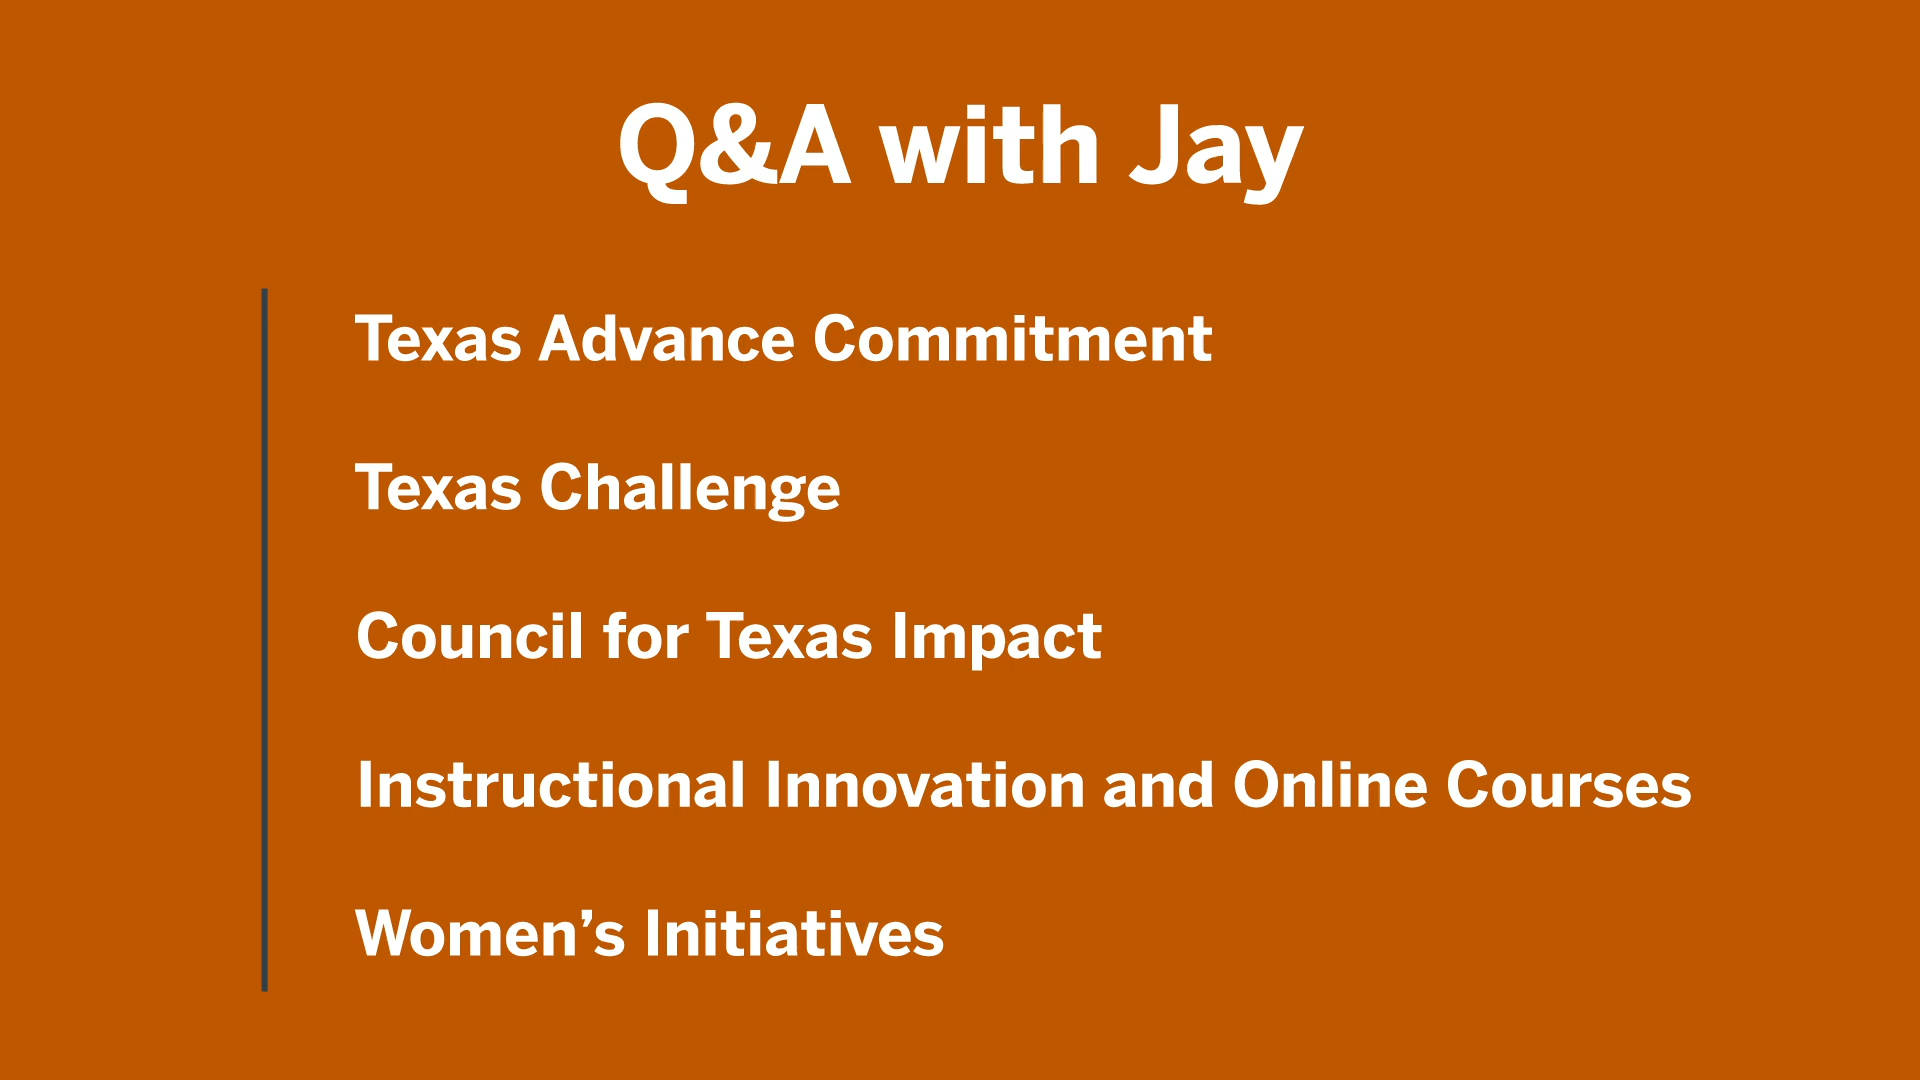 Q&A with Jay
Texas Advance Commitment
Texas Challenge
Council for Texas Impact
Instructional Innovation and Online Courses
Women’s Initiatives